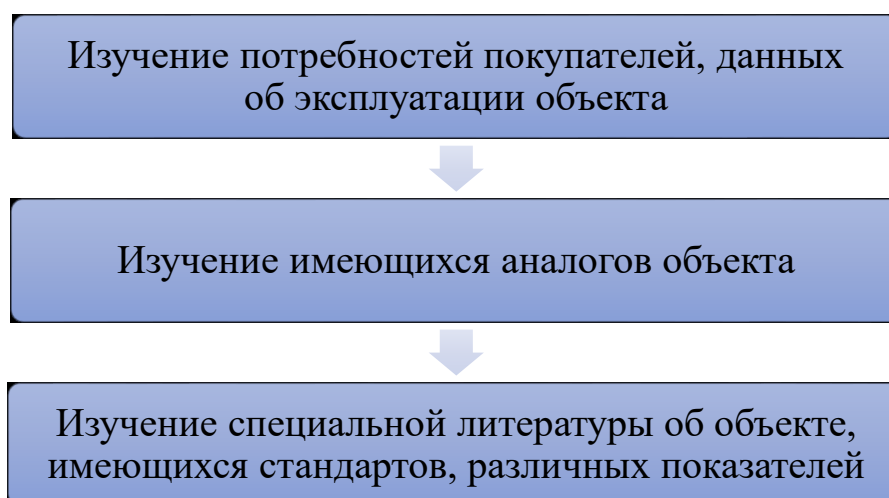 Изучение потребностей покупателей, данных
об эксплуатации объекта
Изучение имеющихся аналогов объекта
Изучение специальной литературы об объекте,
имеющихся стандартов, различных показателей